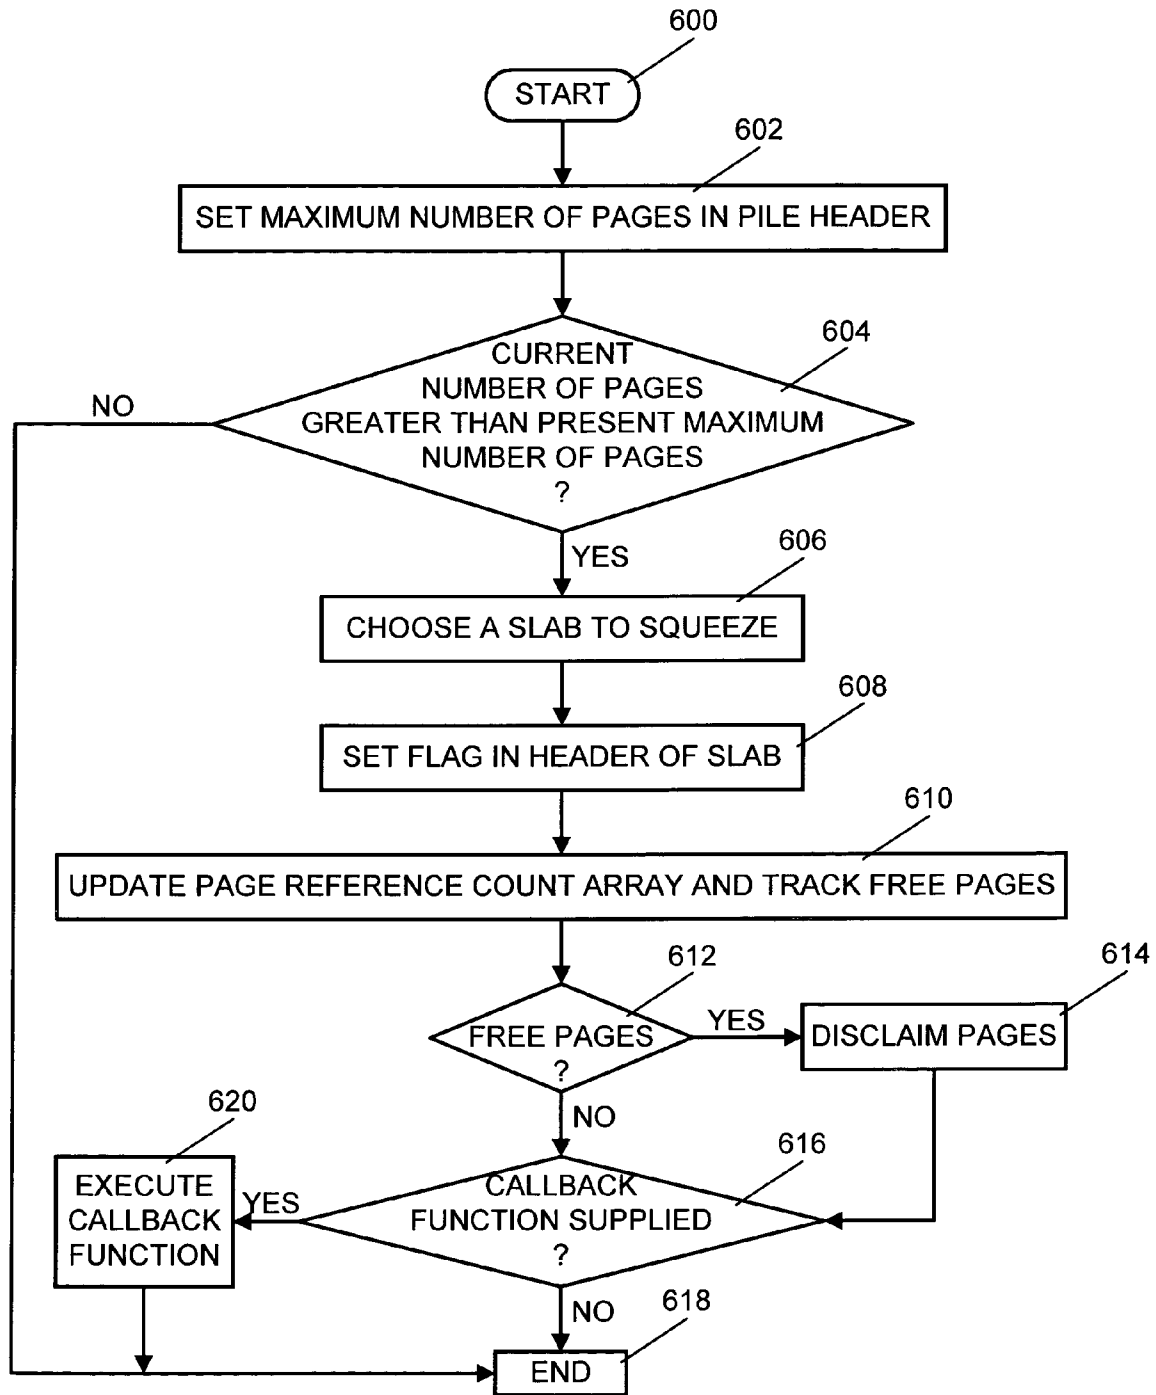 600
START
602
SET MAXIMUM NUMBER OF PAGES IN PILE HEADER
604
CURRENT
NUMBER OF PAGES
GREATER THAN PRESENT MAXIMUM
NUMBER OF PAGES
?
NO
YES
606
CHOOSE A SLAB TO SQUEEZE
608
SET FLAG IN HEADER OF SLAB
610
UPDATE PAGE REFERENCE COUNT ARRAY AND TRACK FREE PAGES
612
FREE PAGES
?
YES
614
DISCLAIM PAGES
NO
616
CALLBACK
FUNCTION SUPPLIED
?
YES
620
EXECUTE
CALLBACK
FUNCTION
NO
618
END